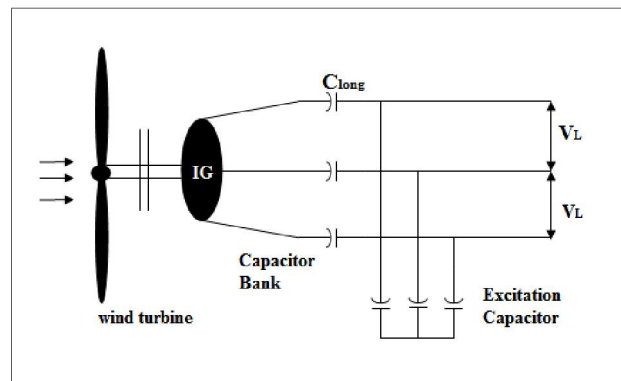 Clong
VL
IG
VL
Capacitor
Bank
Excitation
Capacitor
wind turbine